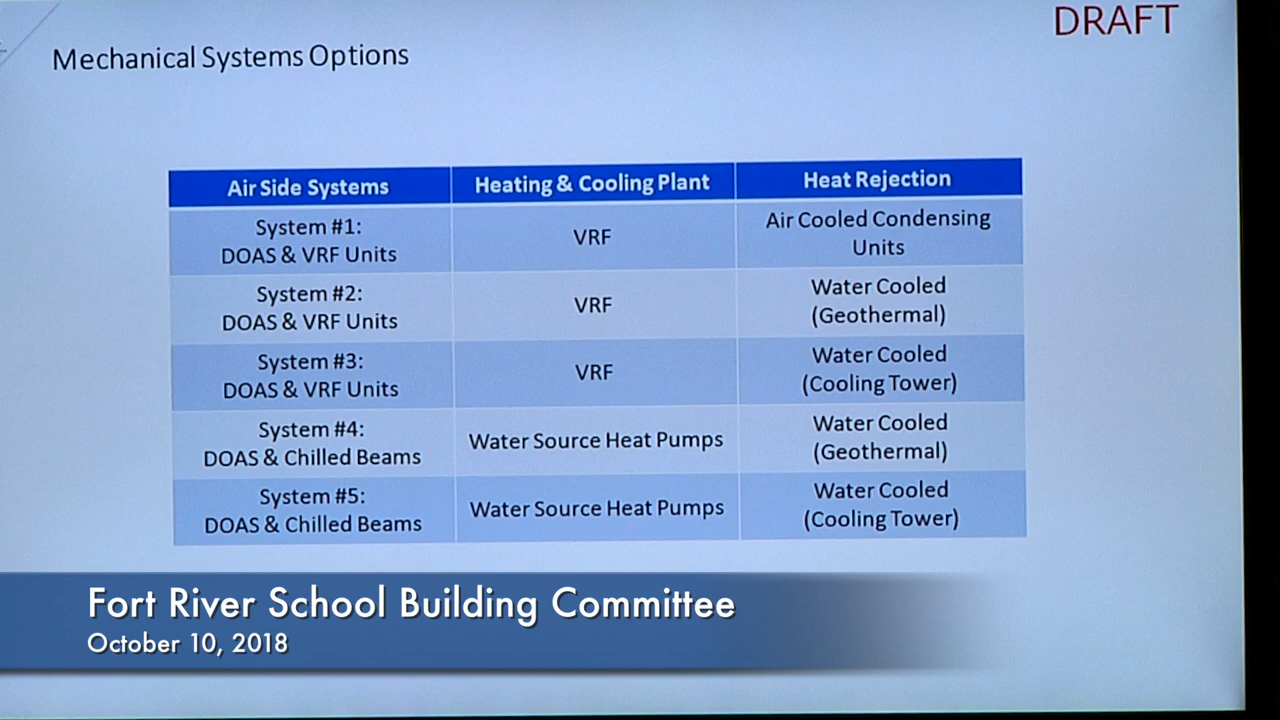 DRAFT
Mechanical Systems Options
Air Side Systems
Heating & Cooling Plant
Heat Rejection
System #1:
DOAS & VRF Units
VRF
Air Cooled Condensing
Units
System #2:
DOAS & VRF Units
VRF
Water Cooled
(Geothermal)
System #3:
DOAS & VRF Units
VRF
Water Cooled
(Cooling Tower)
System #4:
DOAS & Chilled Beams
Water Source Heat Pumps
Water Cooled
(Geothermal)
System #5:
DOAS & Chilled Beams
Water Source Heat Pumps
Water Cooled
(Cooling Tower)
Fort River School Building Committee
October 10, 2018